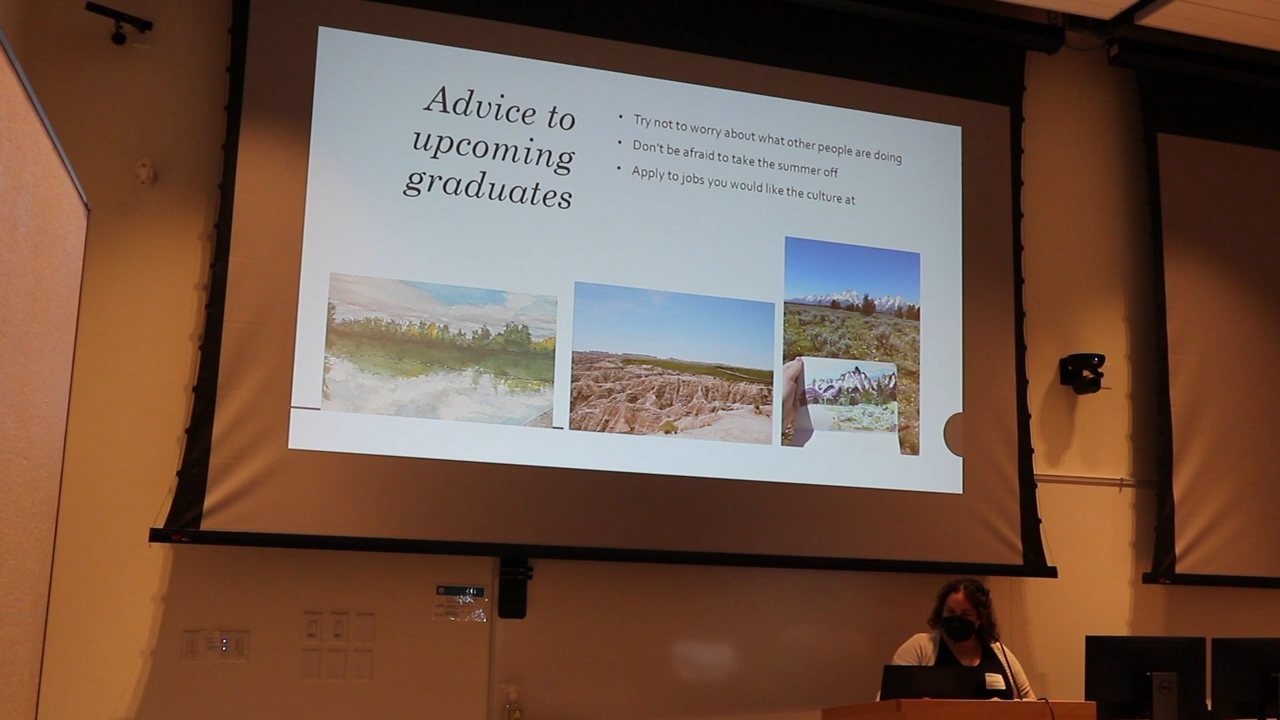 Advice to
upcoming
graduates
• Try not to worry about what other people are doing
• Don't be afraid to take the summer off
• Apply to jobs you would like the culture at